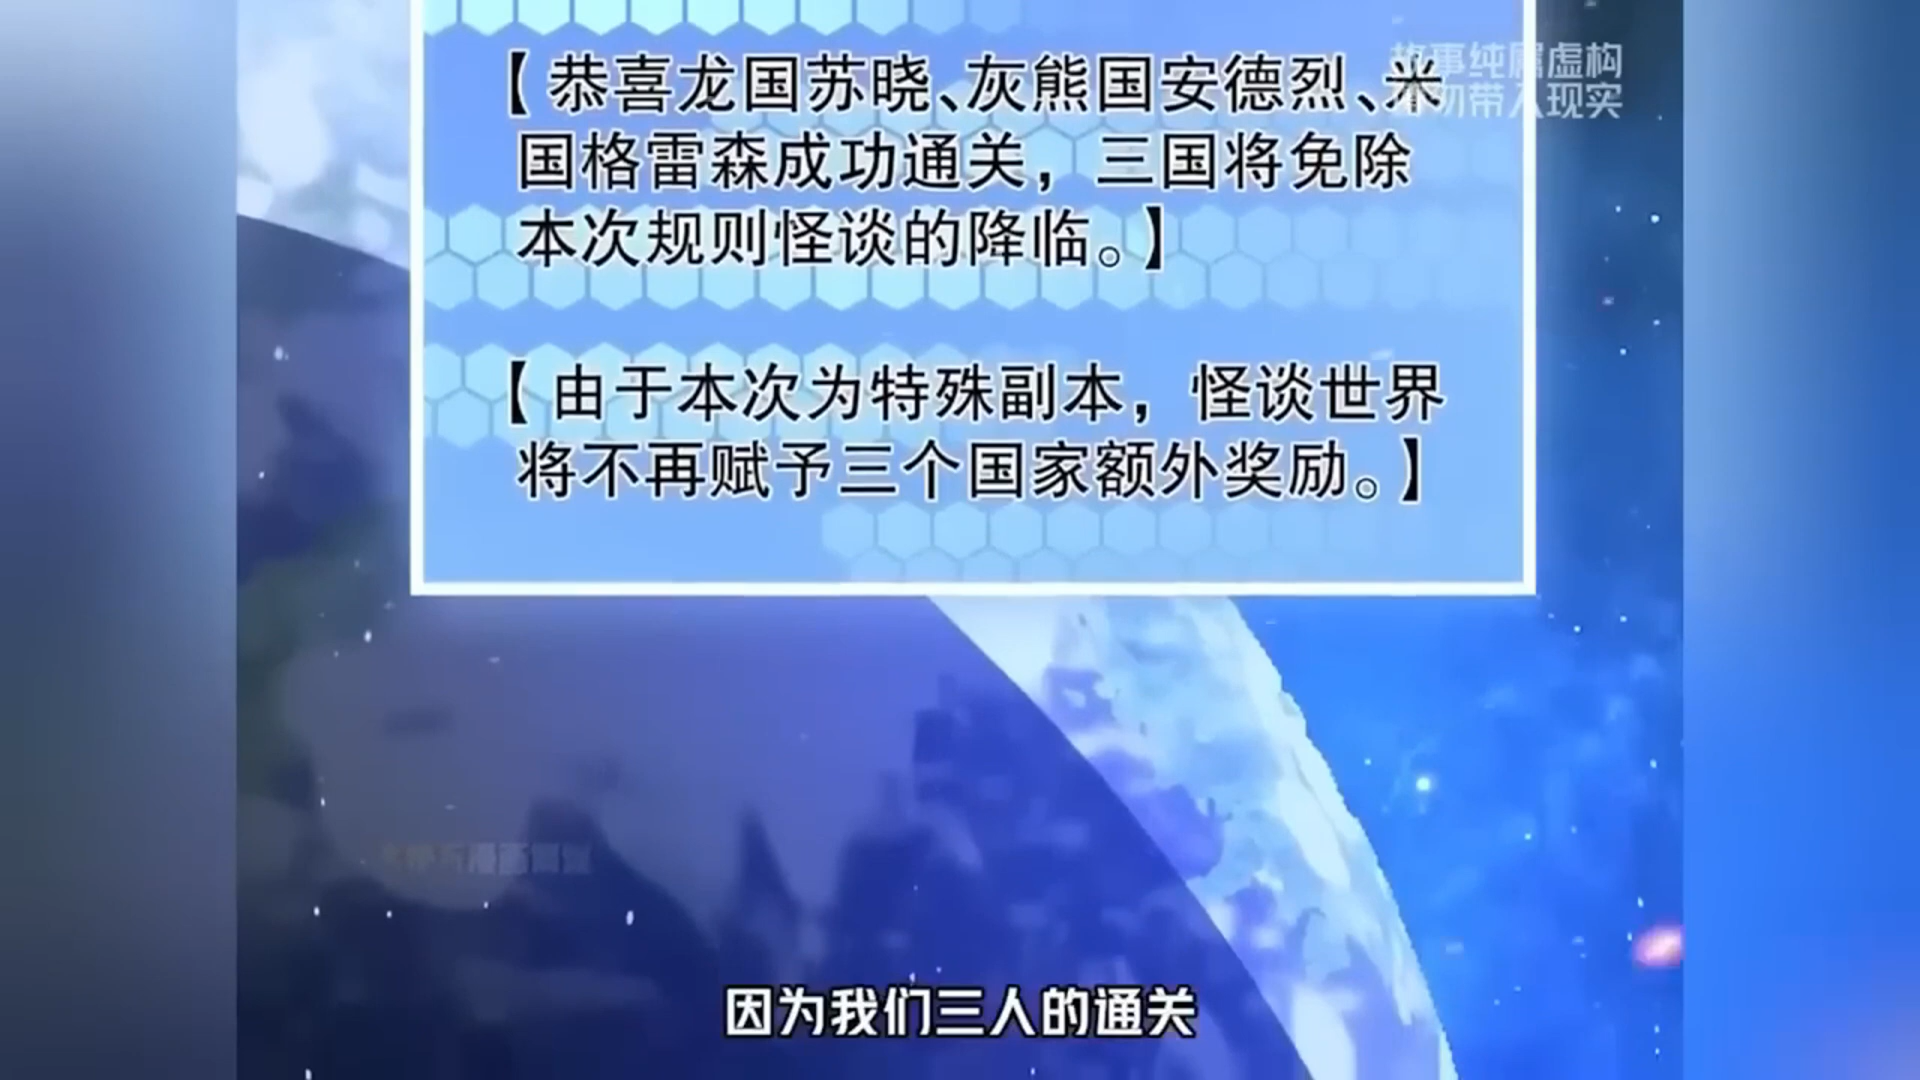 故事纯属虚构
请勿带入现实
【恭喜龙国苏晓、灰熊国安德烈、米
国格雷森成功通关，三国将免除
本次规则怪谈的降临。】
【由于本次为特殊副本，怪谈世界
将不再赋予三个国家额外奖励。】
因为我们三人的通关